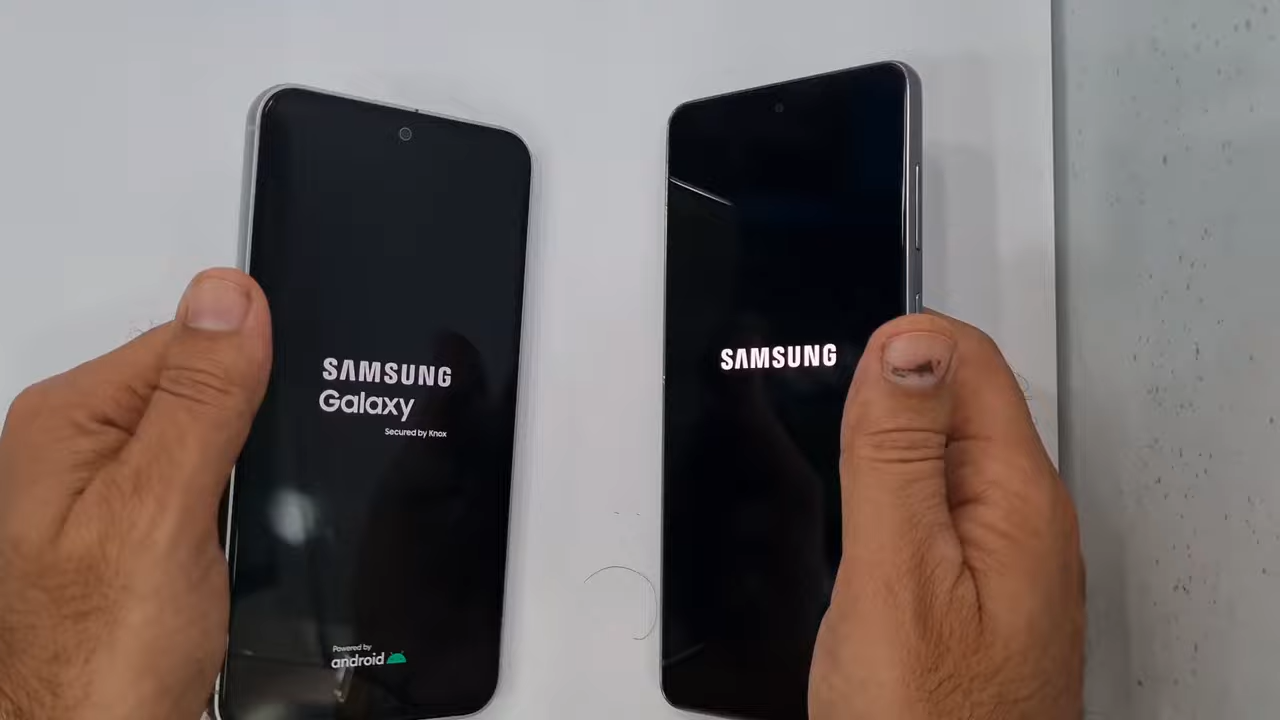 SAMSUNG
Galaxy
Secured by Knox
Powered by
android
SAMSUNG